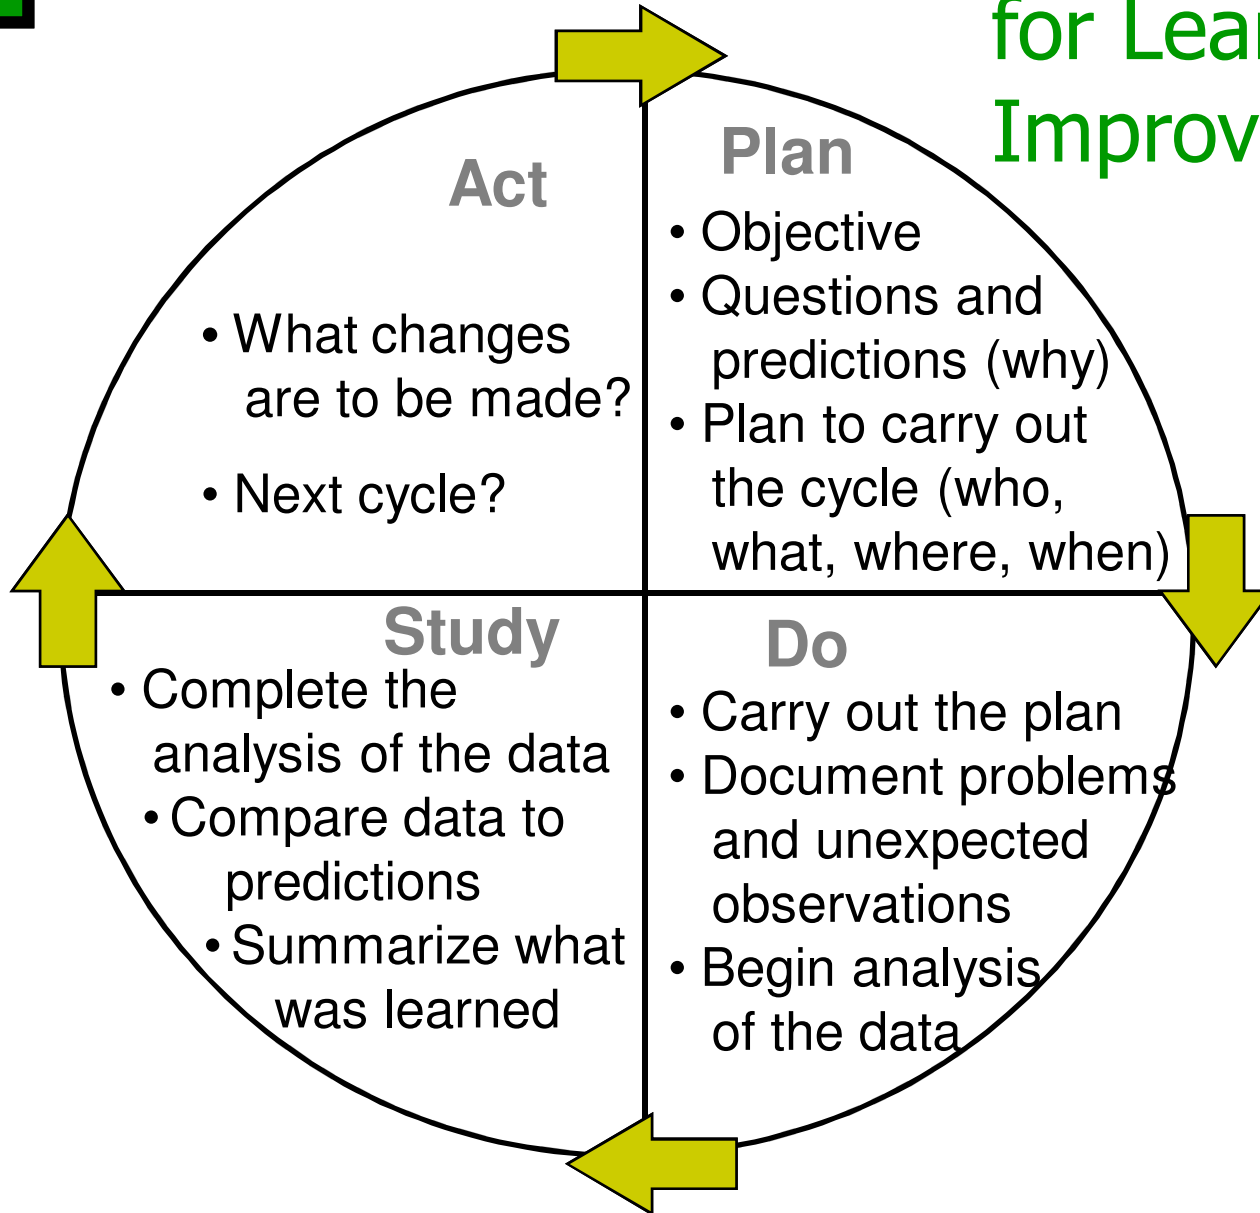 for Lear
Improv
Act
• What changes
are to be made?
• Next cycle?
Plan
• Objective
• Questions and
predictions (why)
• Plan to carry out
the cycle (who,
what, where, when)
Study
• Complete the
analysis of the data
• Compare data to
predictions
• Summarize what
was learned
Do
• Carry out the plan
• Document problems
and unexpected
observations
• Begin analysis
of the data